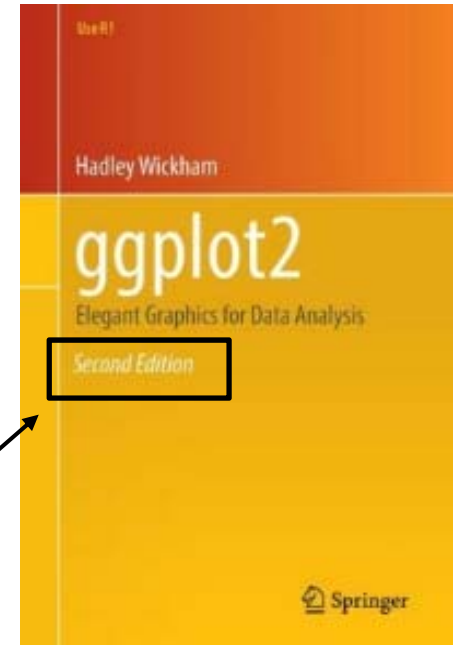 Use R!
Hadley Wickham
ggplot2
Elegant Graphics for Data Analysis
Second Edition
Springer